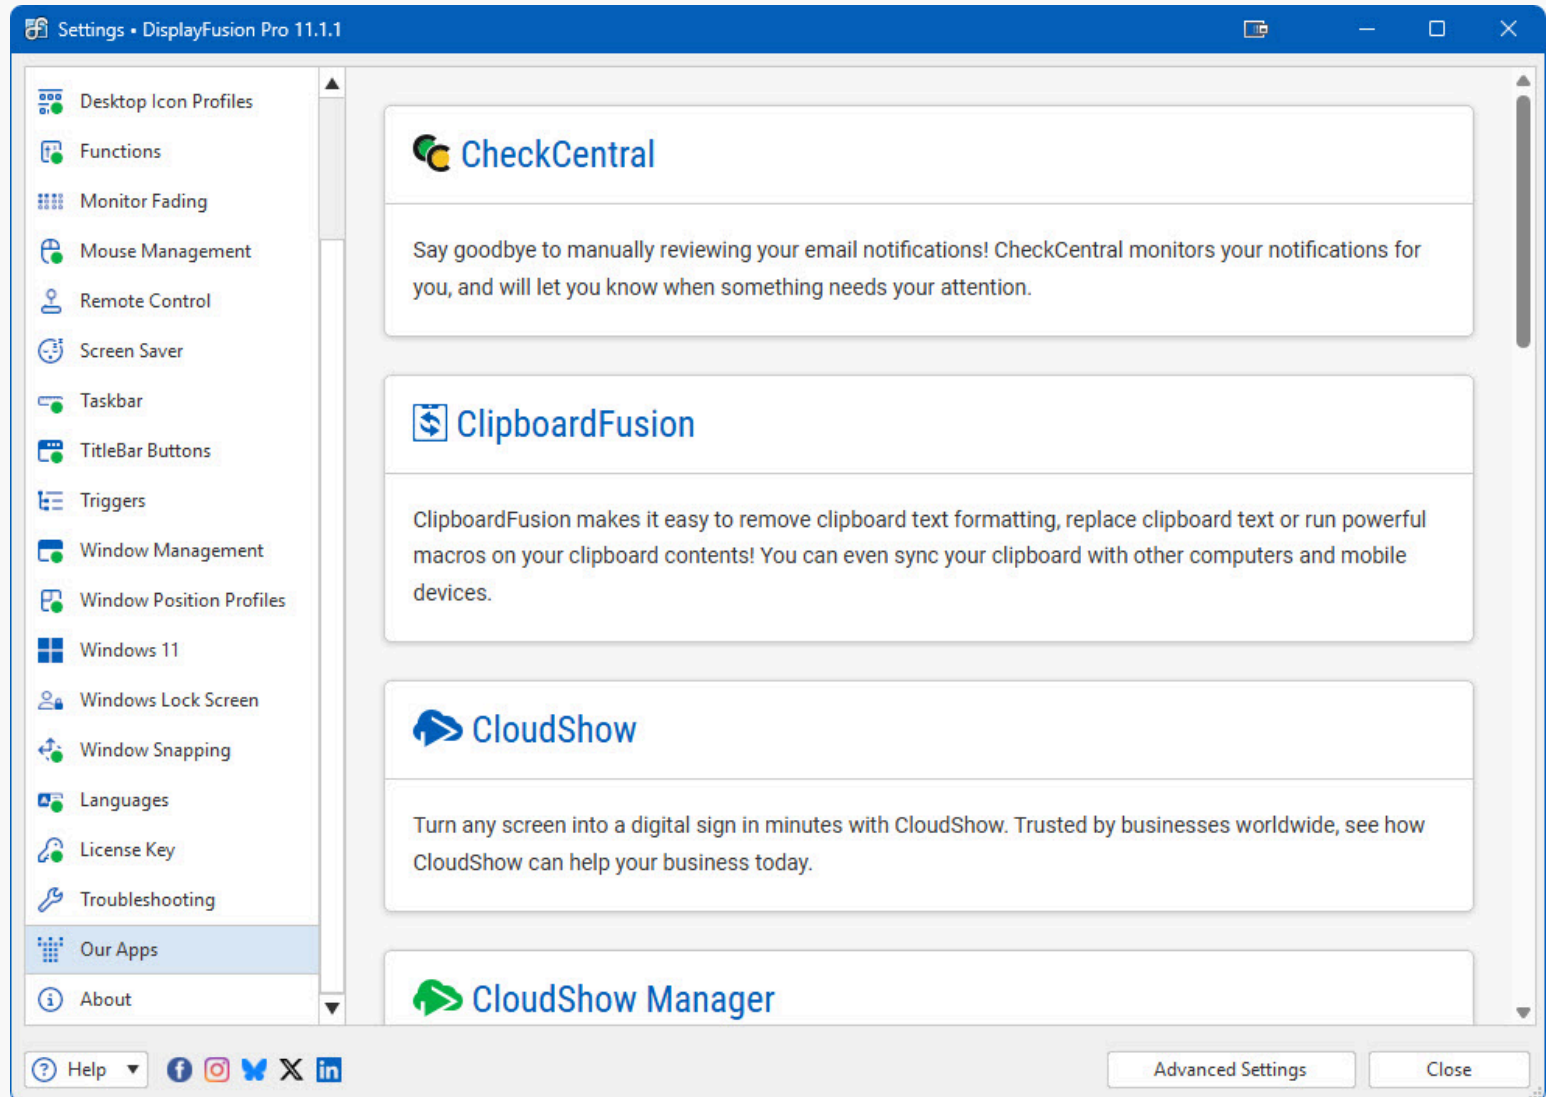 Settings • DisplayFusion Pro 11.1.1
Desktop Icon Profiles
Functions
Monitor Fading
Mouse Management
Remote Control
Screen Saver
Taskbar
TitleBar Buttons
Triggers
Window Management
Window Position Profiles
Windows 11
Windows Lock Screen
Window Snapping
Languages
License Key
Troubleshooting
Our Apps
About
CheckCentral
Say goodbye to manually reviewing your email notifications! CheckCentral monitors your notifications for
you, and will let you know when something needs your attention.
ClipboardFusion
ClipboardFusion makes it easy to remove clipboard text formatting, replace clipboard text or run powerful
macros on your clipboard contents! You can even sync your clipboard with other computers and mobile
devices.
CloudShow
Turn any screen into a digital sign in minutes with CloudShow. Trusted by businesses worldwide, see how
CloudShow can help your business today.
CloudShow Manager
Help
Advanced Settings
Close